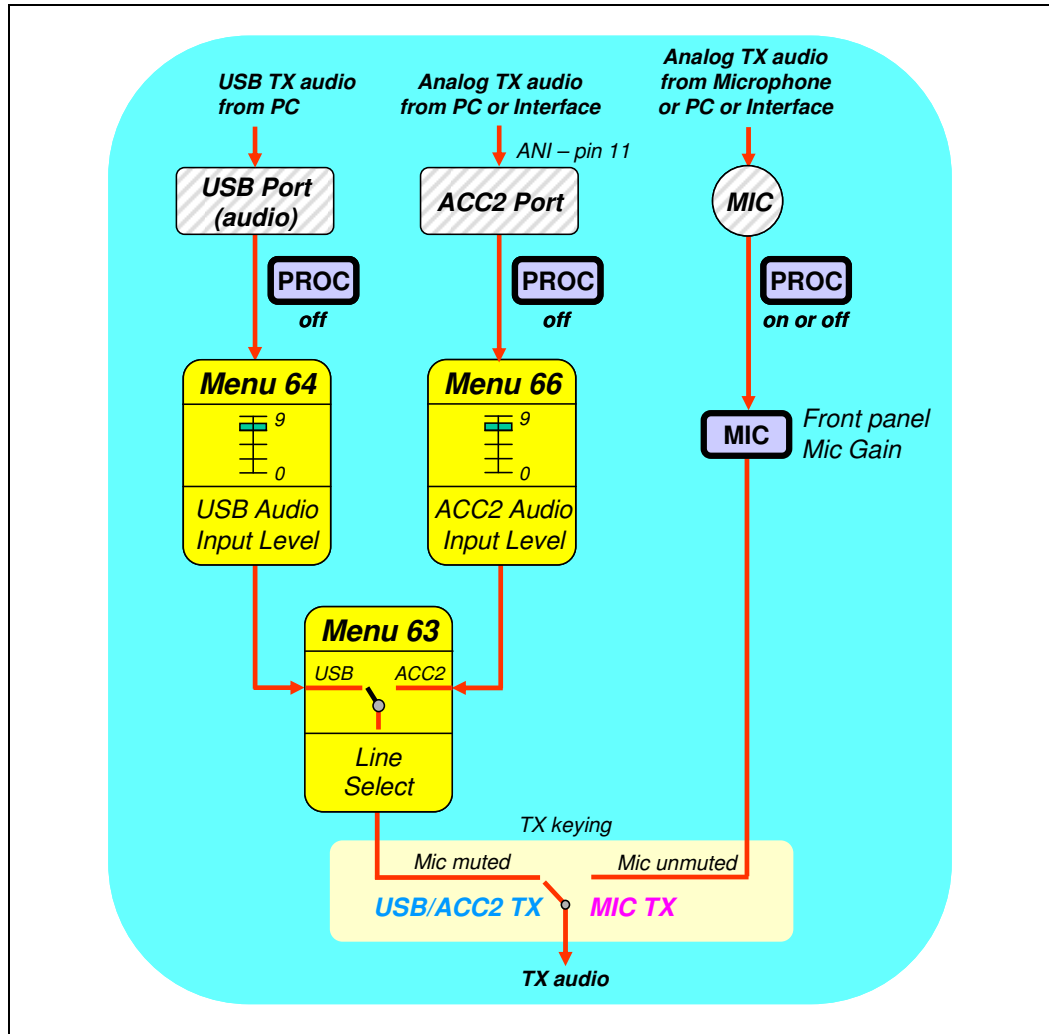 USB TX audio
from PC
Analog TX audio
from PC or Interface
Analog TX audio
from Microphone
or PC or Interface
ANI – pin 11
USB Port
(audio)
ACC2 Port
MIC
PROC
off
PROC
off
PROC
on or off
Menu 64
9
0
USB Audio
Input Level
Menu 66
9
0
ACC2 Audio
Input Level
MIC
Front panel
Mic Gain
Menu 63
USB
ACC2
Line
Select
TX keying
Mic muted
Mic unmuted
USB/ACC2 TX
MIC TX
TX audio